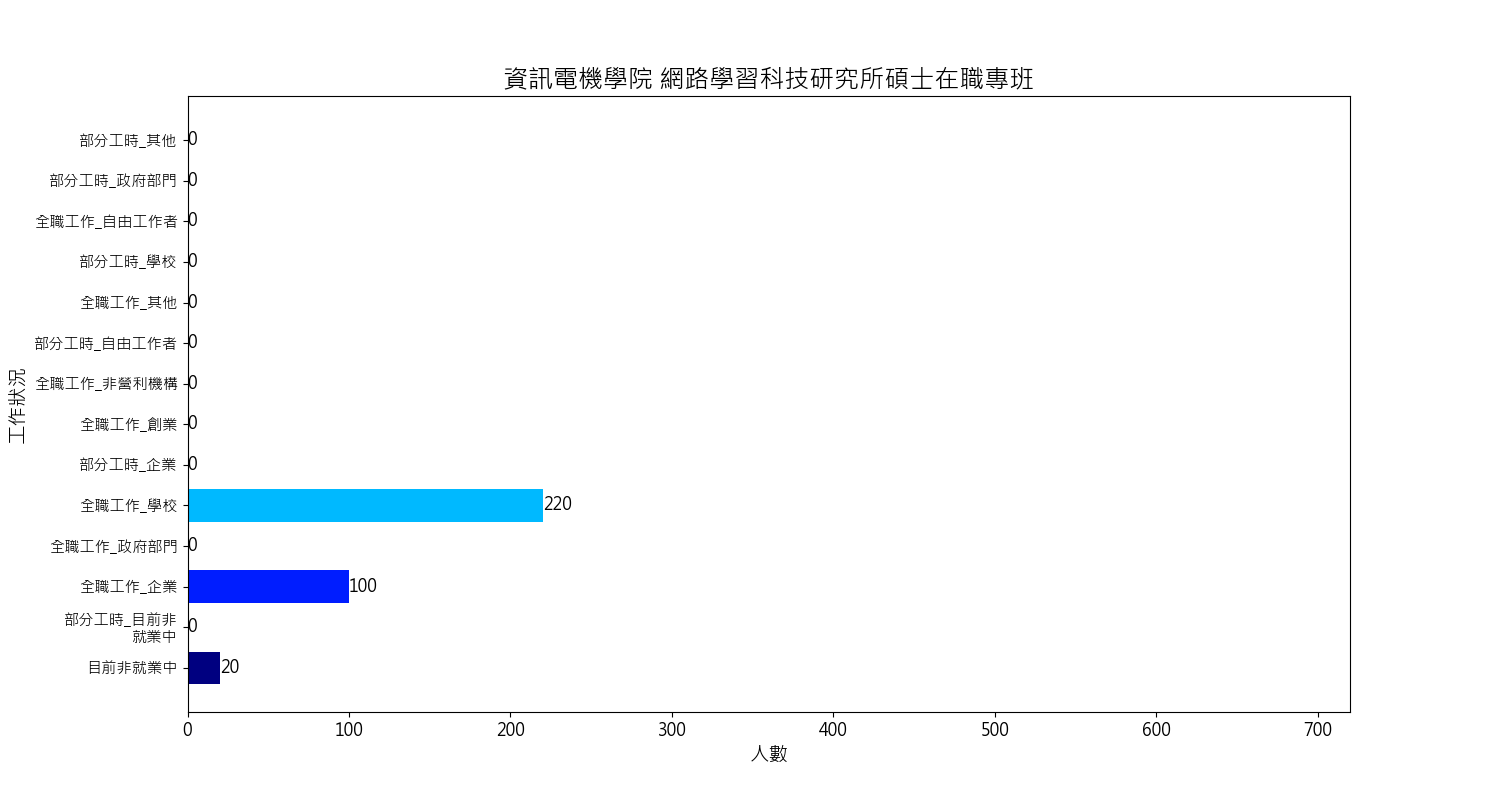 資訊電機學院 網路學習科技研究所碩士在職專班
部分工時_其他 0
部分工時_政府部門 0
全職工作_自由工作者 0
部分工時_學校 0
全職工作_其他 0
部分工時_自由工作者 0
全職工作_非營利機構 0
全職工作_創業 0
部分工時_企業 0
全職工作_學校 220
全職工作_政府部門 0
全職工作_企業 100
部分工時_目前非
就業中 0
目前非就業中 20
工作狀況
0 100 200 300 400 500 600 700
人數